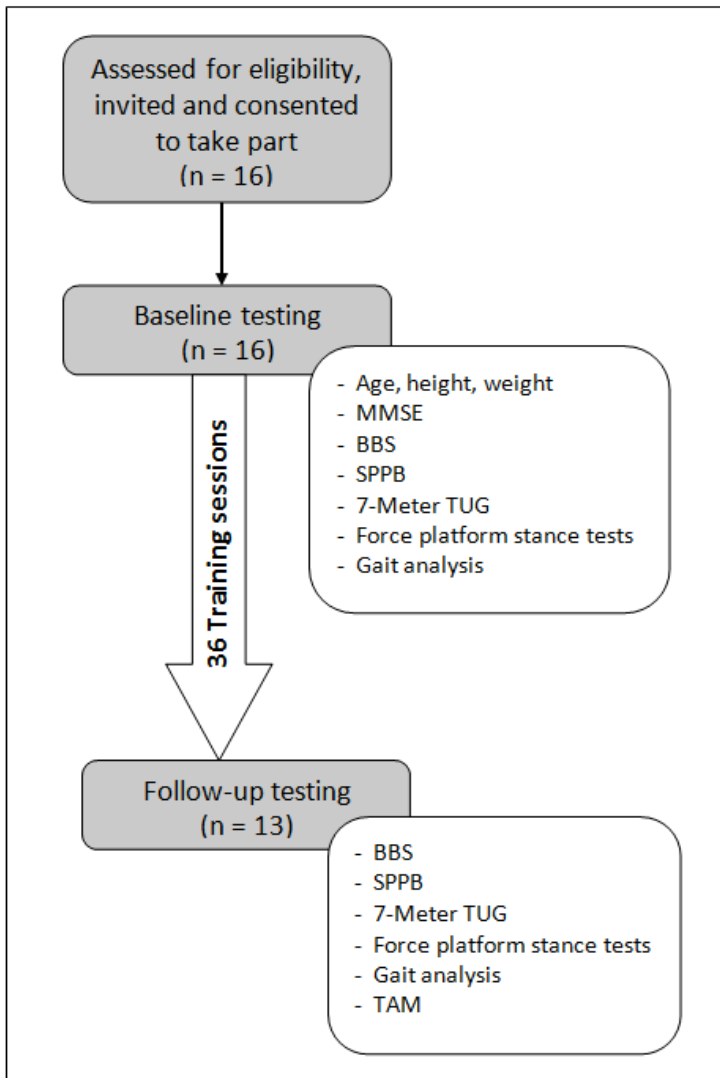 Assessed for eligibility,
invited and consented
to take part
(n = 16)
Baseline testing
(n = 16)
- Age, height, weight
- MMSE
- BBS
- SPPB
- 7-Meter TUG
- Force platform stance tests
- Gait analysis
36 Training sessions
Follow-up testing
(n = 13)
- BBS
- SPPB
- 7-Meter TUG
- Force platform stance tests
- Gait analysis
- TAM